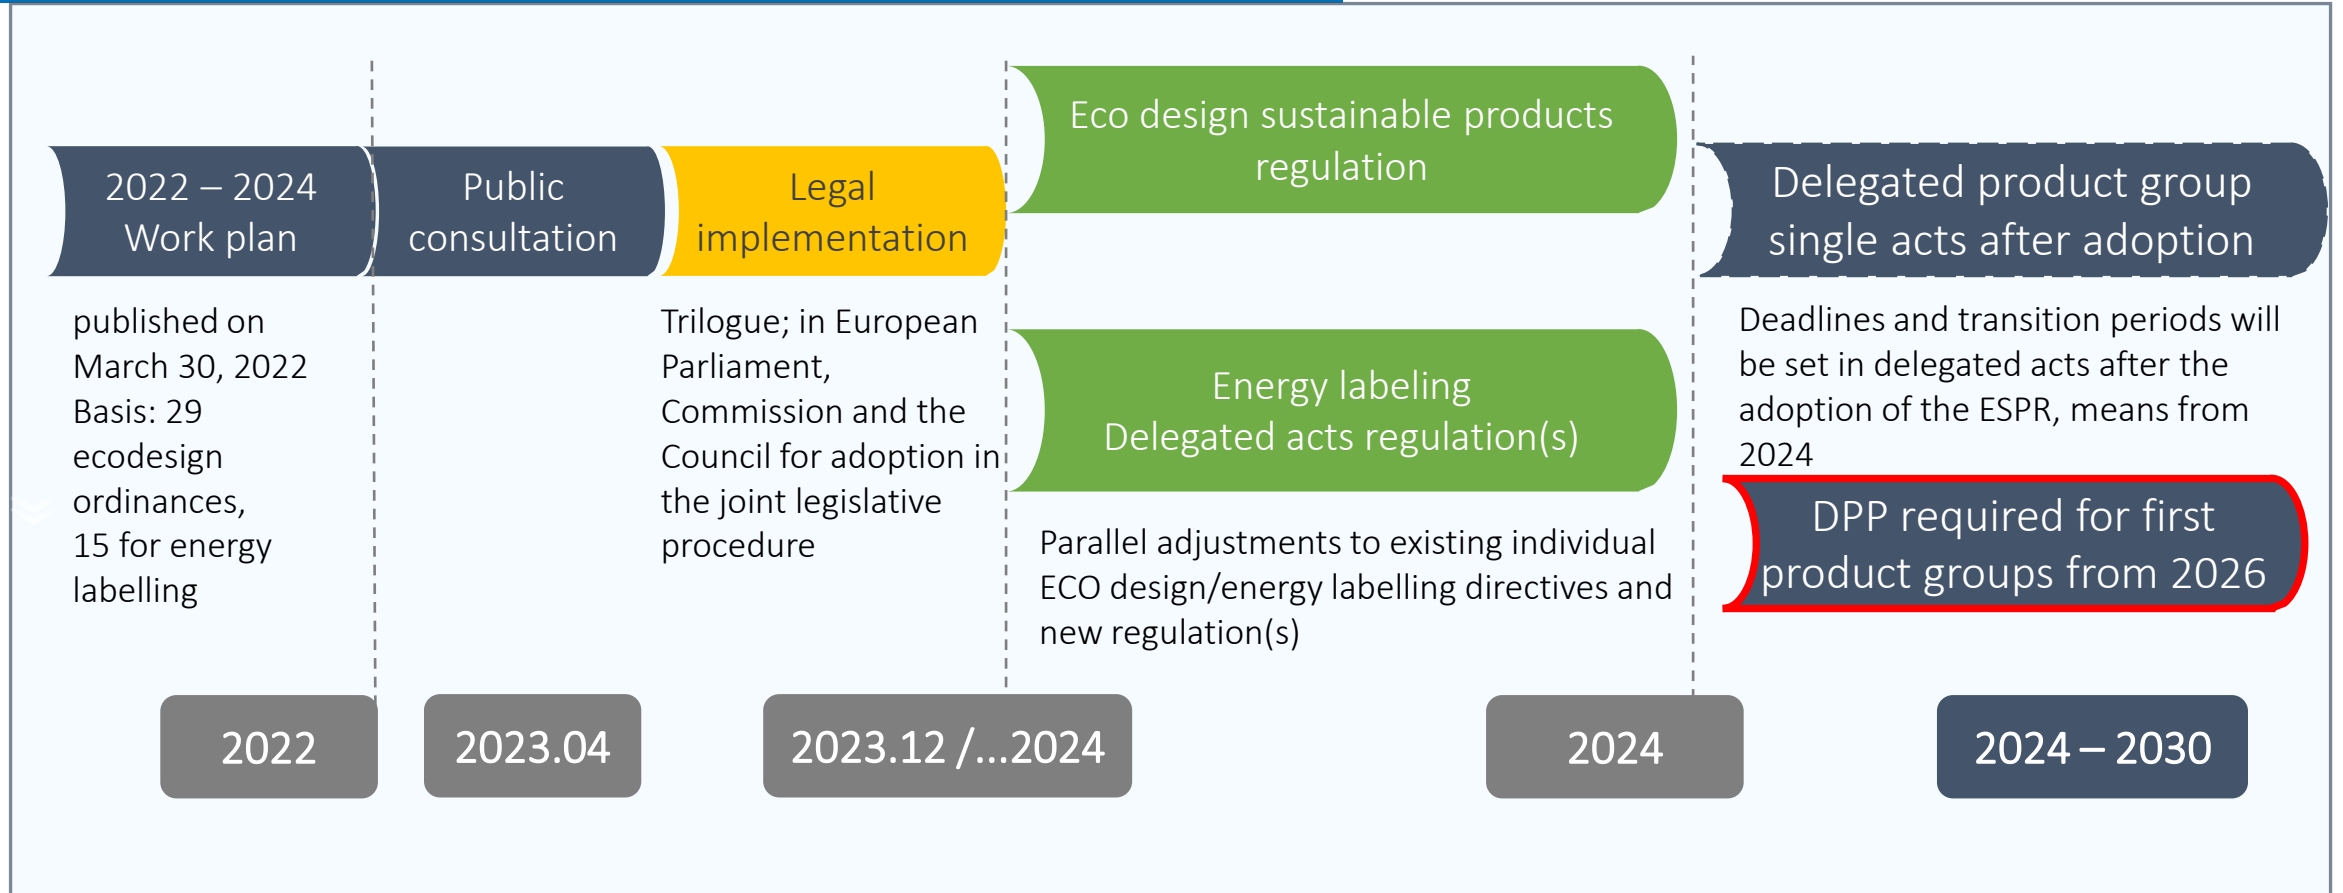 2022 – 2024
Work plan
published on
March 30, 2022
Basis: 29
ecodesign
ordinances,
15 for energy
labelling
Public
consultation
Legal
implementation
Trilogue; in European
Parliament,
Commission and the
Council for adoption in
the joint legislative
procedure
Eco design sustainable products
regulation
Energy labeling
Delegated acts regulation(s)
Parallel adjustments to existing individual
ECO design/energy labelling directives and
new regulation(s)
Delegated product group
single acts after adoption
Deadlines and transition periods will
be set in delegated acts after the
adoption of the ESPR, means from
2024
DPP required for first
product groups from 2026
2022
2023.04
2023.12 /...2024
2024
2024 – 2030